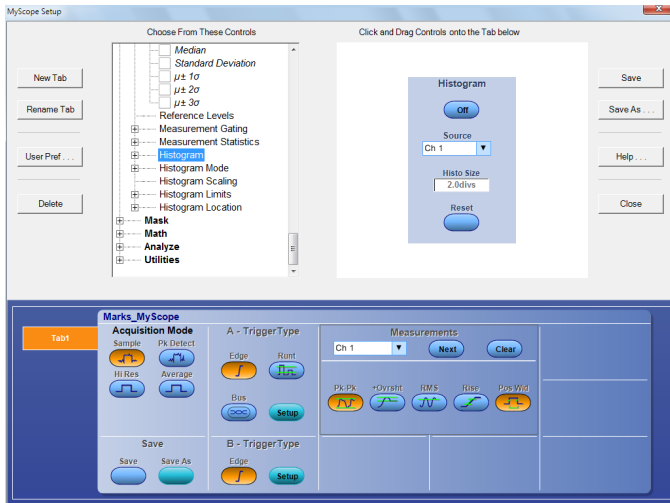 MyScope Setup
x
Choose From These Controls
Click and Drag Controls onto the Tab below
New Tab
Rename Tab
User Pref . . .
Delete
Median
Standard Deviation
µ± 1σ
µ± 2σ
µ± 3σ
Reference Levels
Measurement Gating
Measurement Statistics
Histogram
Histogram Mode
Histogram Scaling
Histogram Limits
Histogram Location
Mask
Math
Analyze
Utilities
Histogram
Off
Source
Ch 1
Histo Size
2.0divs
Reset
Save
Save As . . .
Help . . .
Close
Tab1
Marks_MyScope
Acquisition Mode
Sample Pk Detect
Hi Res Average
Save
Save Save As
A - TriggerType
Edge Runt
Bus
Setup
B - TriggerType
Edge
Setup
Measurements
Ch 1 Next Clear
Pk-Pk +Ovrsht RMS Rise Pos Wid